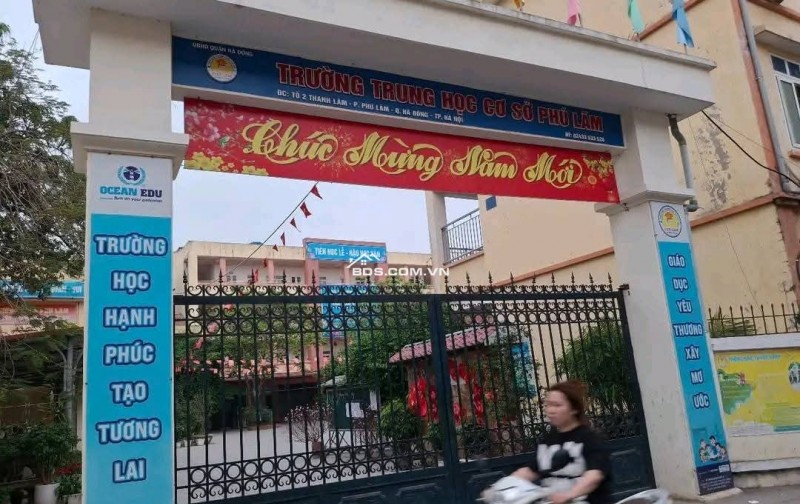 UBND QUẬN HÀ ĐÔNG
TRƯỜNG TRUNG HỌC CƠ SỞ PHÚ LÃM
ĐC: TỔ 2 THANH LÃM - P. PHÚ LÃM - Q. HÀ ĐÔNG - TP. HÀ NỘI
Chúc Mừng Năm Mới
OCEAN EDU
TRƯỜNG
HỌC
HẠNH
PHÚC
TẠO
TƯƠNG
LAI
TIÊN HỌC LỄ - HẬU HỌC VĂN
BDS.COM.VN
GIÁO
DỤC
YÊU
THƯƠNG
XÂY
MƠ
ƯỚC